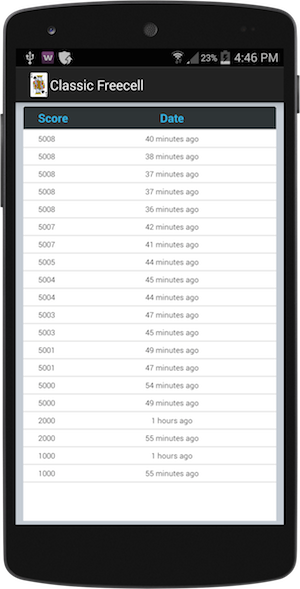 23% 4:46 PM
Classic Freecell
Score Date
5008 40 minutes ago
5008 38 minutes ago
5008 37 minutes ago
5008 37 minutes ago
5008 36 minutes ago
5007 42 minutes ago
5007 41 minutes ago
5005 44 minutes ago
5004 45 minutes ago
5004 44 minutes ago
5003 47 minutes ago
5003 45 minutes ago
5001 49 minutes ago
5001 47 minutes ago
5000 54 minutes ago
5000 49 minutes ago
2000 1 hours ago
2000 55 minutes ago
1000 1 hours ago
1000 55 minutes ago